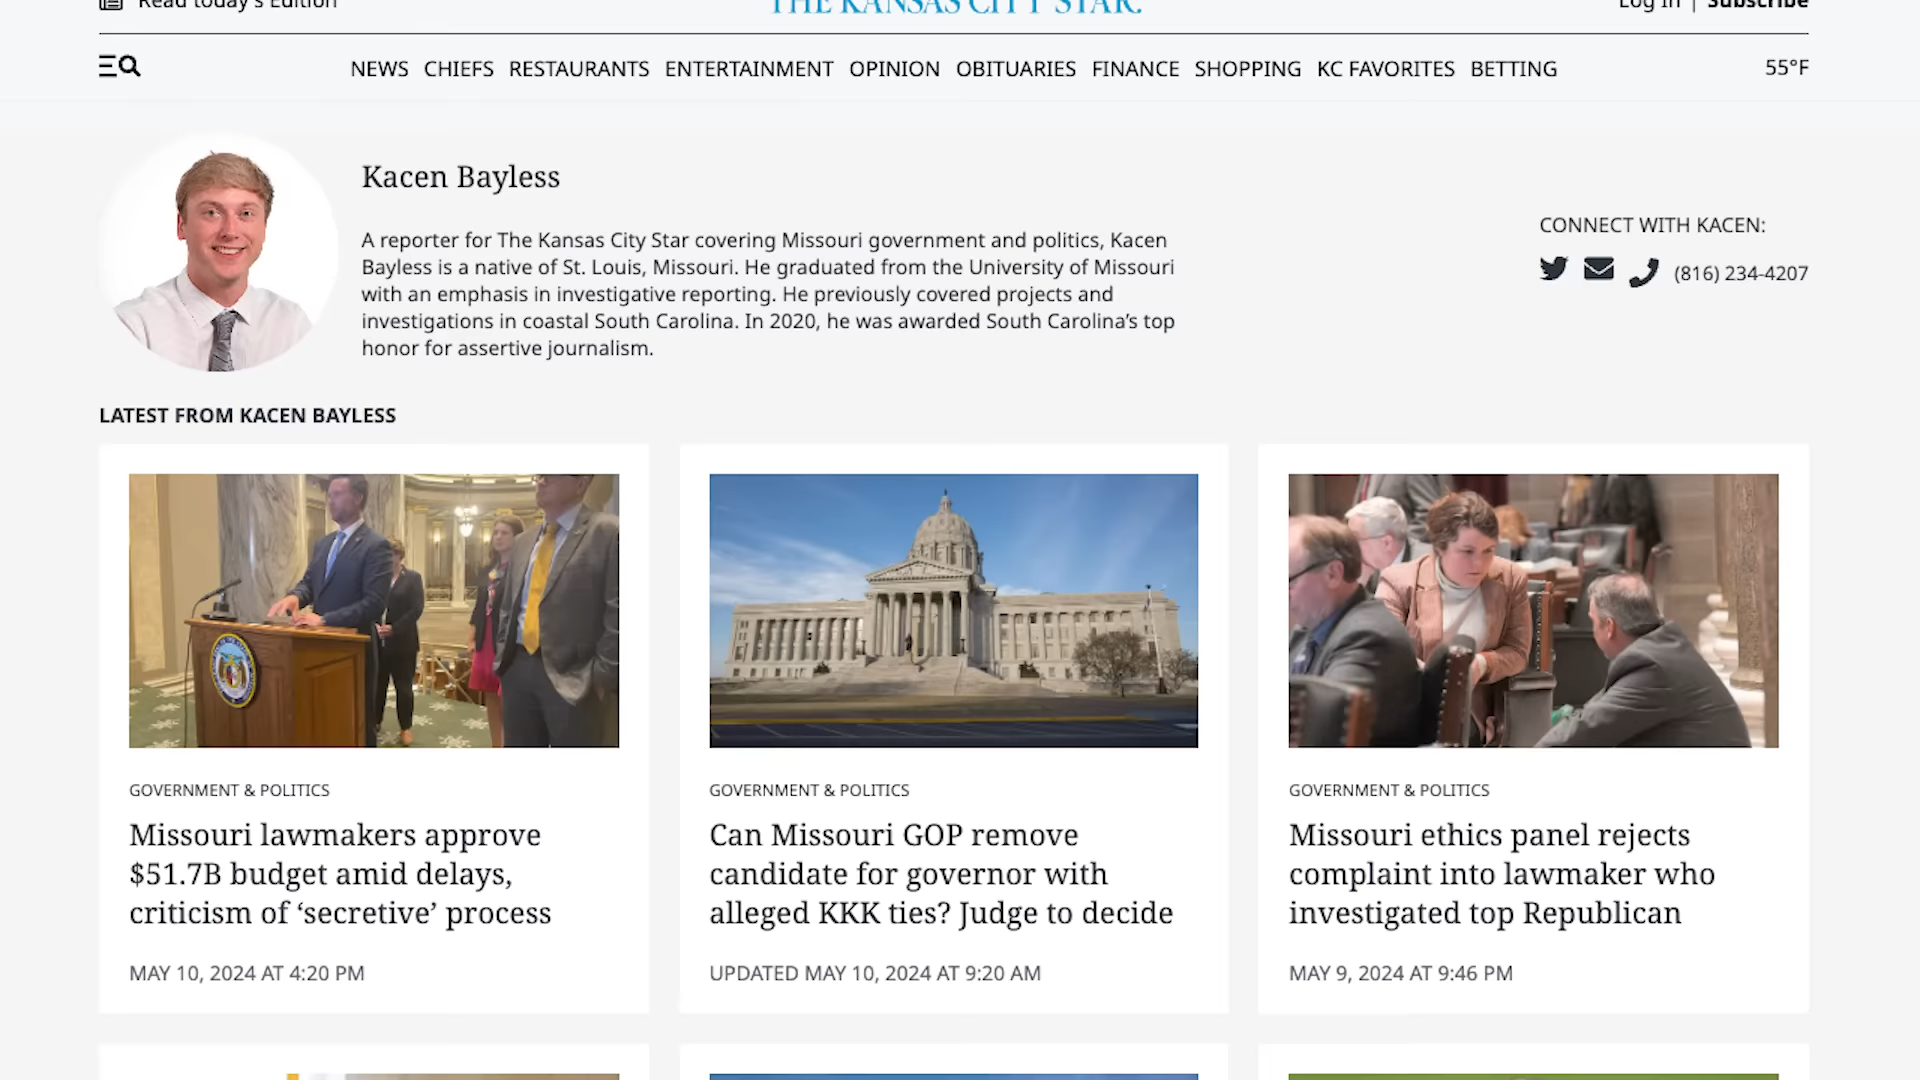 Read today's Edition
THE KANSAS CITY STAR.
Log In | Subscribe
NEWS CHIEFS RESTAURANTS ENTERTAINMENT OPINION OBITUARIES FINANCE SHOPPING KC FAVORITES BETTING
55°F
Kacen Bayless
A reporter for The Kansas City Star covering Missouri government and politics, Kacen
Bayless is a native of St. Louis, Missouri. He graduated from the University of Missouri
with an emphasis in investigative reporting. He previously covered projects and
investigations in coastal South Carolina. In 2020, he was awarded South Carolina’s top
honor for assertive journalism.
CONNECT WITH KACEN:
(816) 234-4207
LATEST FROM KACEN BAYLESS
GOVERNMENT & POLITICS
Missouri lawmakers approve
$51.7B budget amid delays,
criticism of ‘secretive’ process
MAY 10, 2024 AT 4:20 PM
GOVERNMENT & POLITICS
Can Missouri GOP remove
candidate for governor with
alleged KKK ties? Judge to decide
UPDATED MAY 10, 2024 AT 9:20 AM
GOVERNMENT & POLITICS
Missouri ethics panel rejects
complaint into lawmaker who
investigated top Republican
MAY 9, 2024 AT 9:46 PM